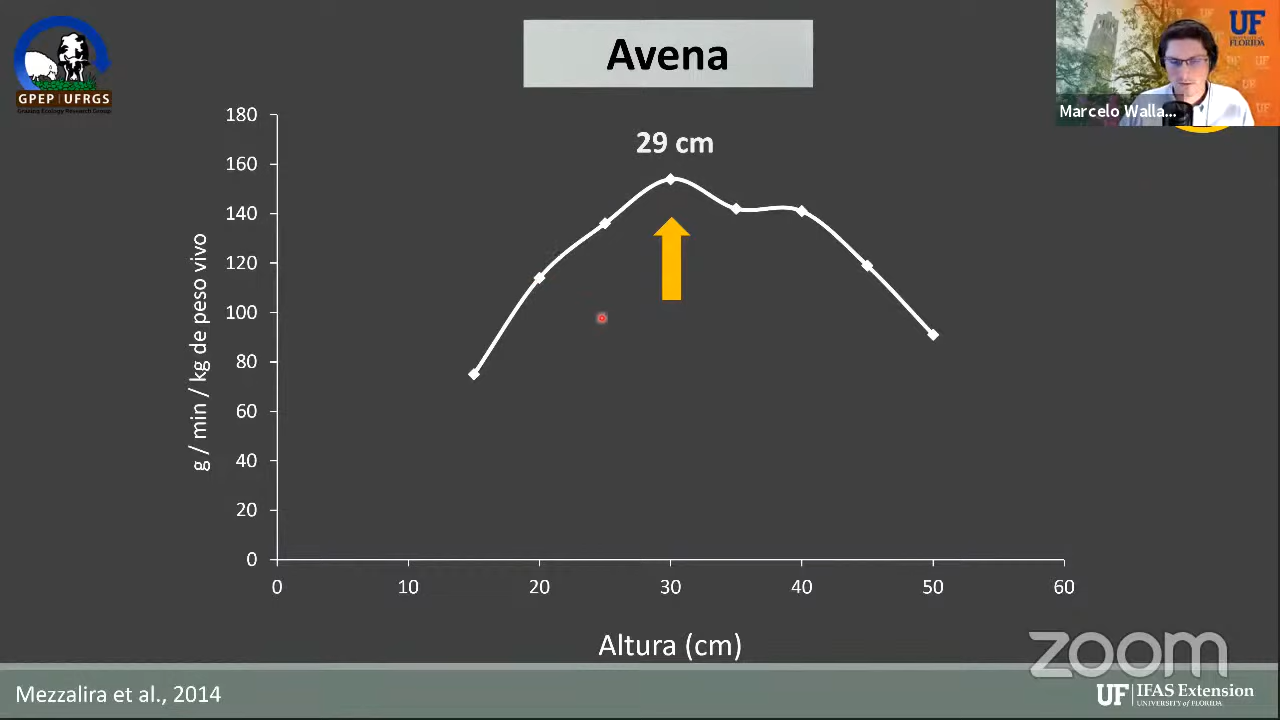 Avena
GPEP | UFRGS
Grazing Ecology Research Group
UF
UNIVERSITY of FLORIDA
Marcelo Walla...
29 cm
g / min / kg de peso vivo
180
160
140
120
100
80
60
40
20
0
0 10 20 30 40 50 60
Altura (cm)
zoom
Mezzalira et al., 2014
UF | IFAS Extension
UNIVERSITY of FLORIDA